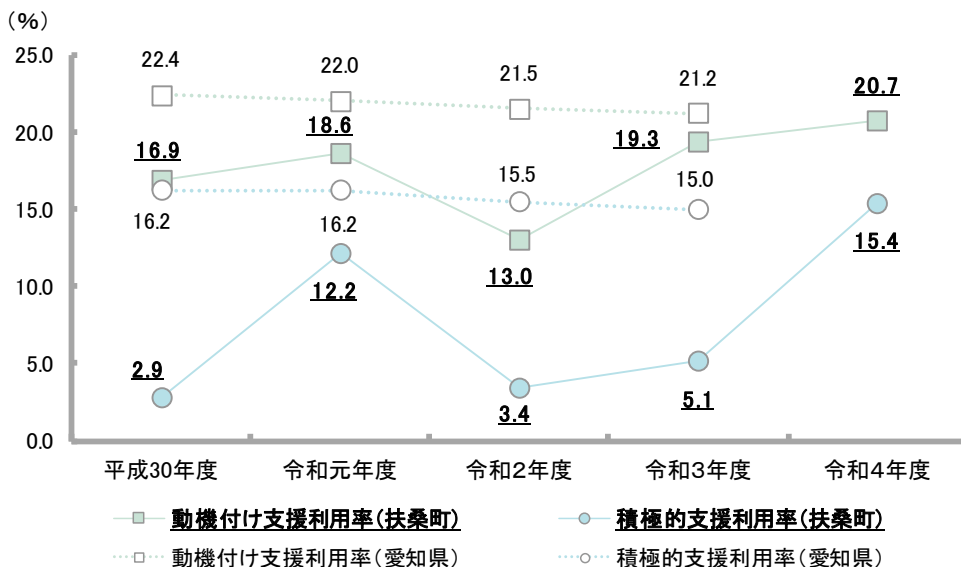 (%)
25.0
22.4
22.0
21.5
21.2
20.7
20.0
16.9
18.6
19.3
15.5
15.0
15.0
16.2
16.2
13.0
15.4
10.0
12.2
5.0
2.9
3.4
5.1
0.0
平成30年度
令和元年度
令和2年度
令和3年度
令和4年度
動機付け支援利用率(扶桑町)
積極的支援利用率(扶桑町)
動機付け支援利用率(愛知県)
積極的支援利用率(愛知県)